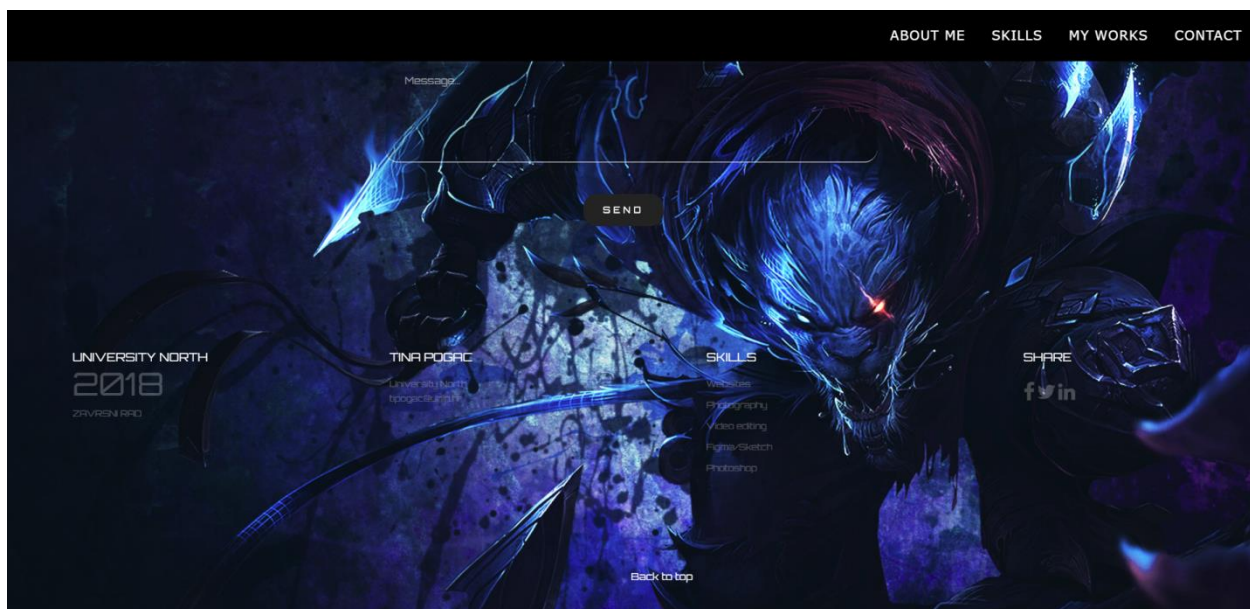 ABOUT ME SKILLS MY WORKS CONTACT
Message...
SEND
UNIVERSITY NORTH
2018
ZAVRSNI RAD
TINA POGAC
University North
SKILLS
Websites
Photography
Video editing
Figma/Sketch
Photoshop
SHARE
Back to top